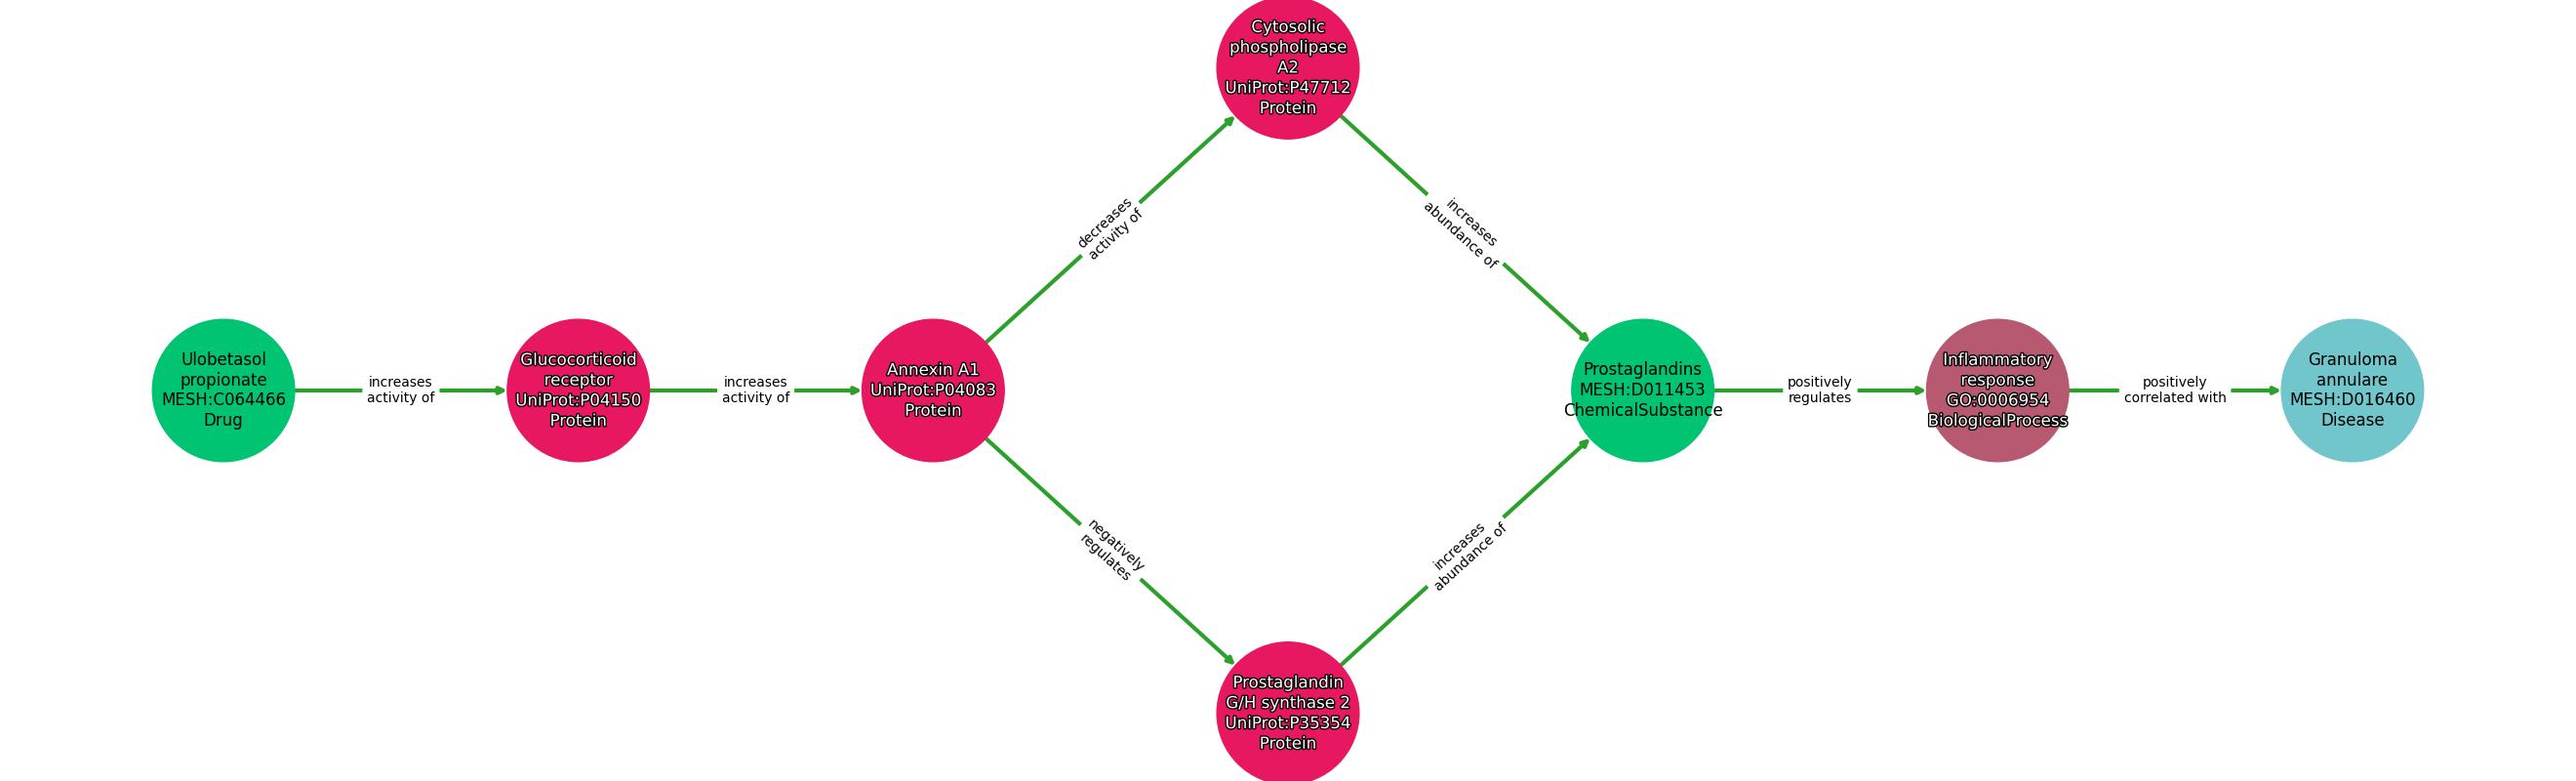 Cytosolic
phospholipase
A2
UniProt:P47712
Protein
decreases
activity of
increases
abundance of
Ulobetasol
propionate
MESH:C064466
Drug
increases
activity of
Glucocorticoid
receptor
UniProt:P04150
Protein
increases
activity of
Annexin A1
UniProt:P04083
Protein
Prostaglandins
MESH:D011453
ChemicalSubstance
positively
regulates
Inflammatory
response
GO:0006954
BiologicalProcess
positively
correlated with
Granuloma
annulare
MESH:D016460
Disease
negatively
regulates
increases
abundance of
Prostaglandin
G/H synthase 2
UniProt:P35354
Protein